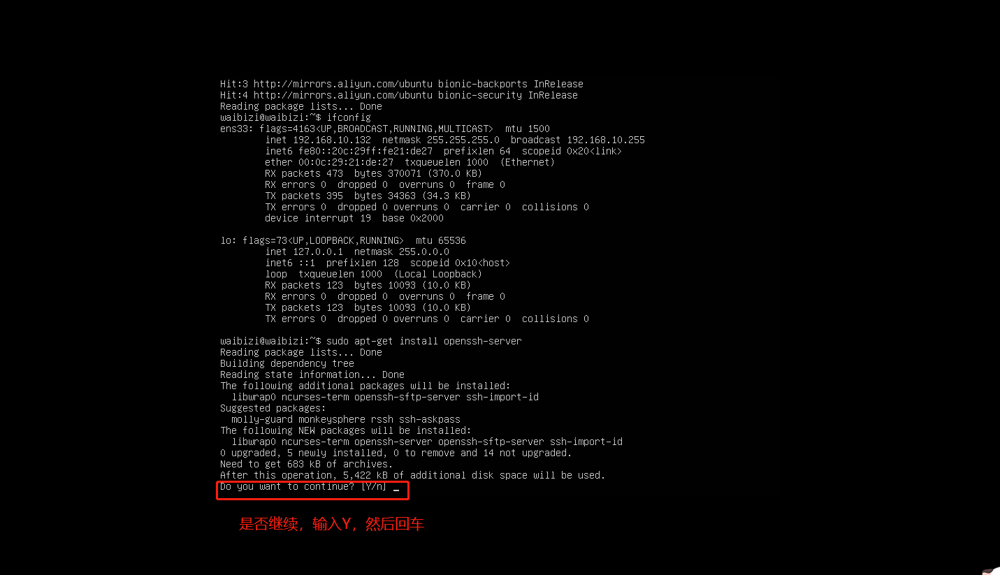 Hit:3 http://mirrors.aliyun.com/ubuntu bionic-backports InRelease
Hit:4 http://mirrors.aliyun.com/ubuntu bionic-security InRelease
Reading package lists... Done
waibizi@waibizi:~$ ifconfig
ens33: flags=4163<UP,BROADCAST,RUNNING,MULTICAST>  mtu 1500
        inet 192.168.10.132  netmask 255.255.255.0  broadcast 192.168.10.255
        inet6 fe80::20c:29ff:fe21:de27  prefixlen 64  scopeid 0x20<link>
        ether 00:0c:29:21:de:27  txqueuelen 1000  (Ethernet)
        RX packets 473  bytes 370071 (370.0 KB)
        RX errors 0  dropped 0  overruns 0  frame 0
        TX packets 395  bytes 34363 (34.3 KB)
        TX errors 0  dropped 0 overruns 0  carrier 0  collisions 0
        device interrupt 19  base 0x2000

lo: flags=73<UP,LOOPBACK,RUNNING>  mtu 65536
        inet 127.0.0.1  netmask 255.0.0.0
        inet6 ::1  prefixlen 128  scopeid 0x10<host>
        loop  txqueuelen 1000  (Local Loopback)
        RX packets 123  bytes 10093 (10.0 KB)
        RX errors 0  dropped 0  overruns 0  frame 0
        TX packets 123  bytes 10093 (10.0 KB)
        TX errors 0  dropped 0 overruns 0  carrier 0  collisions 0

waibizi@waibizi:~$ sudo apt-get install openssh-server
Reading package lists... Done
Building dependency tree
Reading state information... Done
The following additional packages will be installed:
  libwrap0 ncurses-term openssh-sftp-server ssh-import-id
Suggested packages:
  molly-guard monkeysphere rssh ssh-askpass
The following NEW packages will be installed:
  libwrap0 ncurses-term openssh-server openssh-sftp-server ssh-import-id
0 upgraded, 5 newly installed, 0 to remove and 14 not upgraded.
Need to get 683 kB of archives.
After this operation, 5,422 kB of additional disk space will be used.
Do you want to continue? [Y/n] _
是否继续，输入Y，然后回车